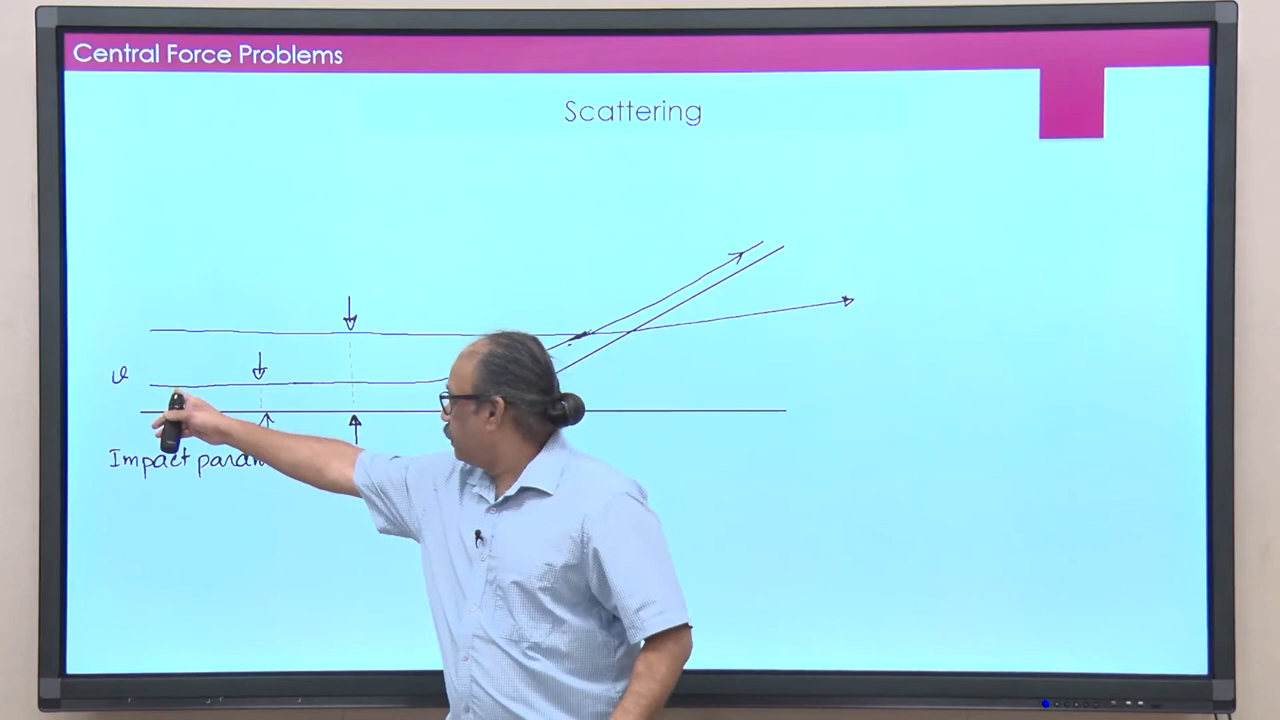 Central Force Problems
Scattering
v
Impact param